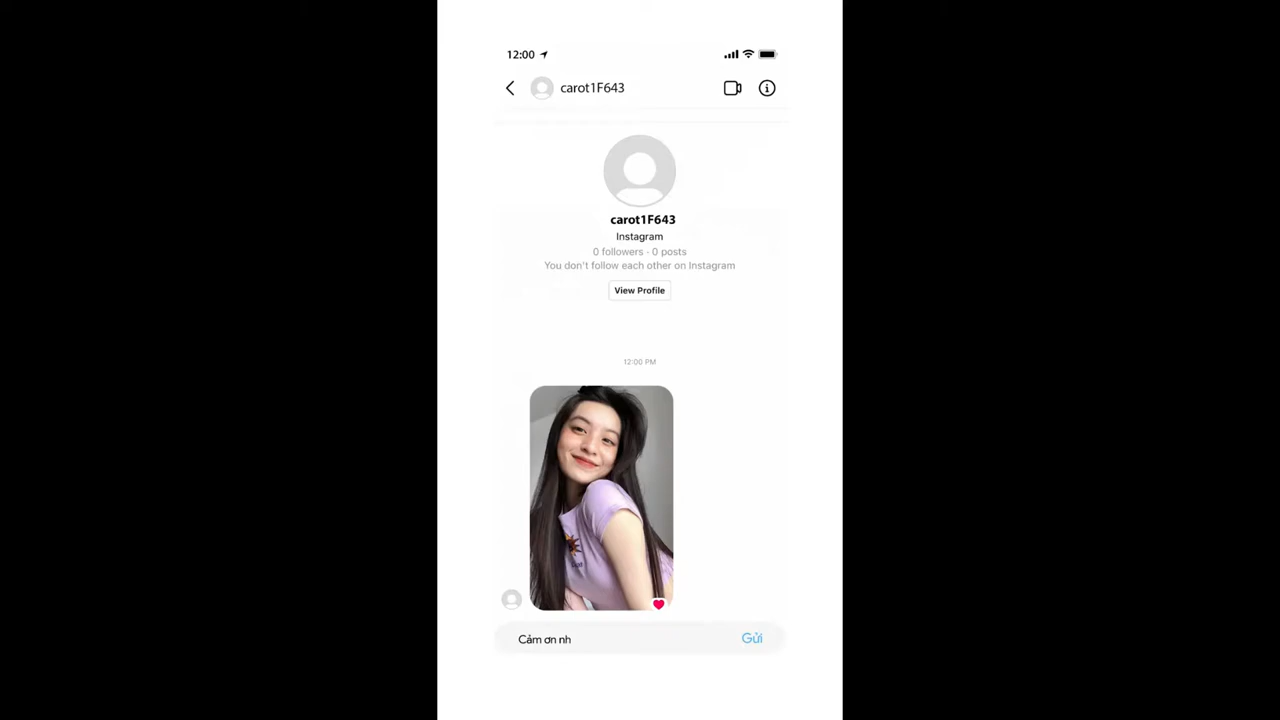 12:00
carot1F643
carot1F643
Instagram
0 followers · 0 posts
You don't follow each other on Instagram
View Profile
12:00 PM
Cảm ơn nh
Gửi